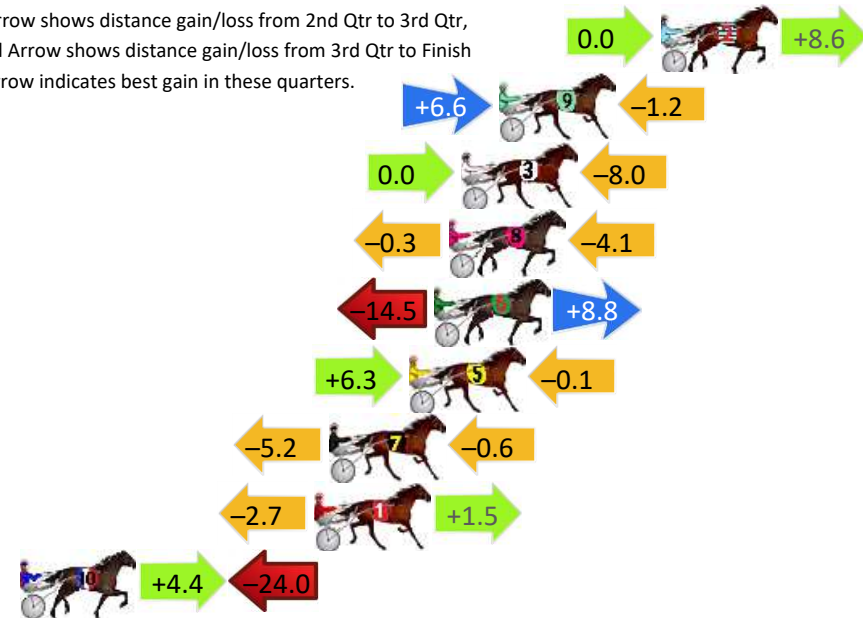 rrow shows distance gain/loss from 2nd Qtr to 3rd Qtr,
l Arrow shows distance gain/loss from 3rd Qtr to Finish
rrow indicates best gain in these quarters.
0.0 +8.6
+6.6 9 –1.2
0.0 3 –8.0
–0.3 8 –4.1
–14.5 6 +8.8
+6.3 5 –0.1
–5.2 7 –0.6
–2.7 1 +1.5
10 +4.4 –24.0